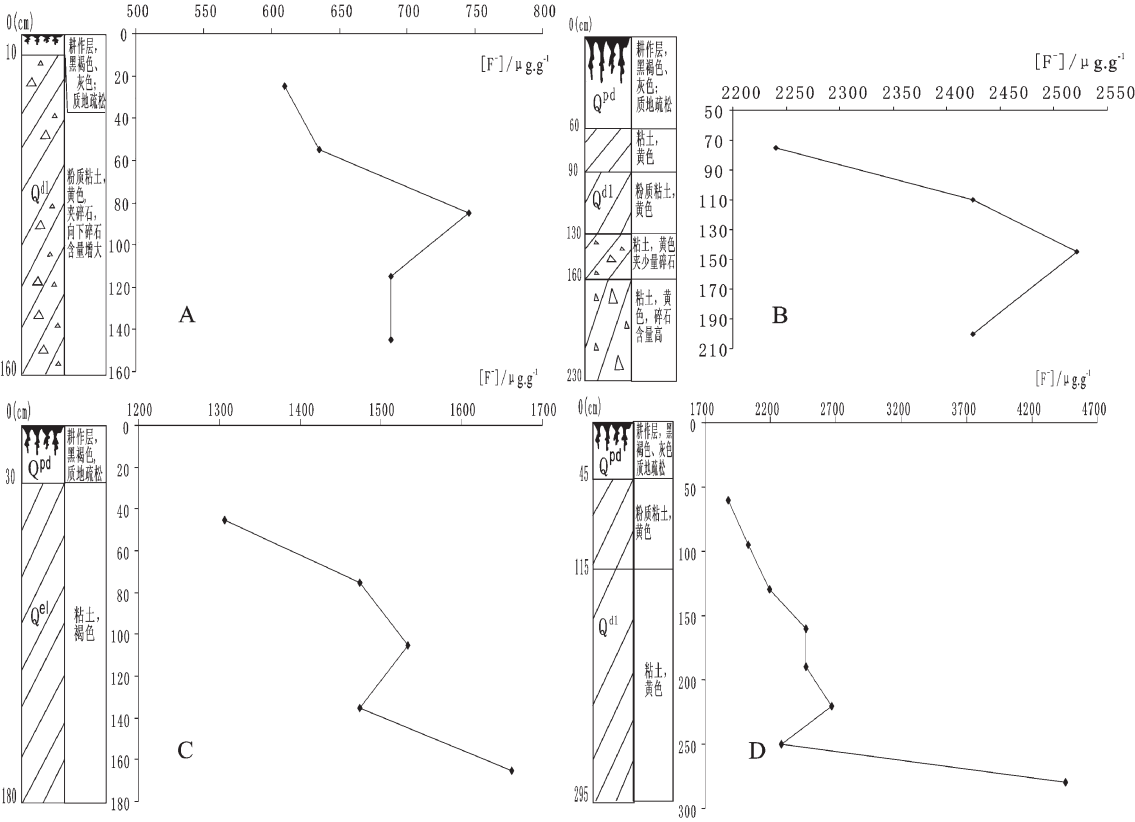 0(cm)
10
160
耕作层，
黑褐色、
灰色；
质地疏松
Qdl
粉质粘土，
黄色，
夹碎石，
向下碎石
含量增大
500 550 600 650 700 750 800
[F⁻]/μg.g⁻¹
0
20
40
60
80
100
120
140
160
A
0(cm)
60
90
130
160
230
Qpd
耕作层，
黑褐色、
灰色；
质地疏松
粘土，
黄色
Qdl
粉质粘土，
黄色
粘土，黄色
夹少量碎石
粘土，黄
色，碎石
含量高
[F⁻]/μg.g⁻¹
2200 2250 2300 2350 2400 2450 2500 2550
50
70
90
110
130
150
170
190
210
B
0(cm)
30
180
Qpd
耕作层，
黑褐色，
质地疏松
Qel
粘土，
褐色
[F⁻]/μg.g⁻¹
1200 1300 1400 1500 1600 1700
0
20
40
60
80
100
120
140
160
180
C
0(cm)
45
115
295
Qpd
耕作层，黑
褐色、灰色
质地疏松
粉质粘土，
黄色
Qdl
粘土，
黄色
[F⁻]/μg.g⁻¹
1700 2200 2700 3200 3700 4200 4700
0
50
100
150
200
250
300
D